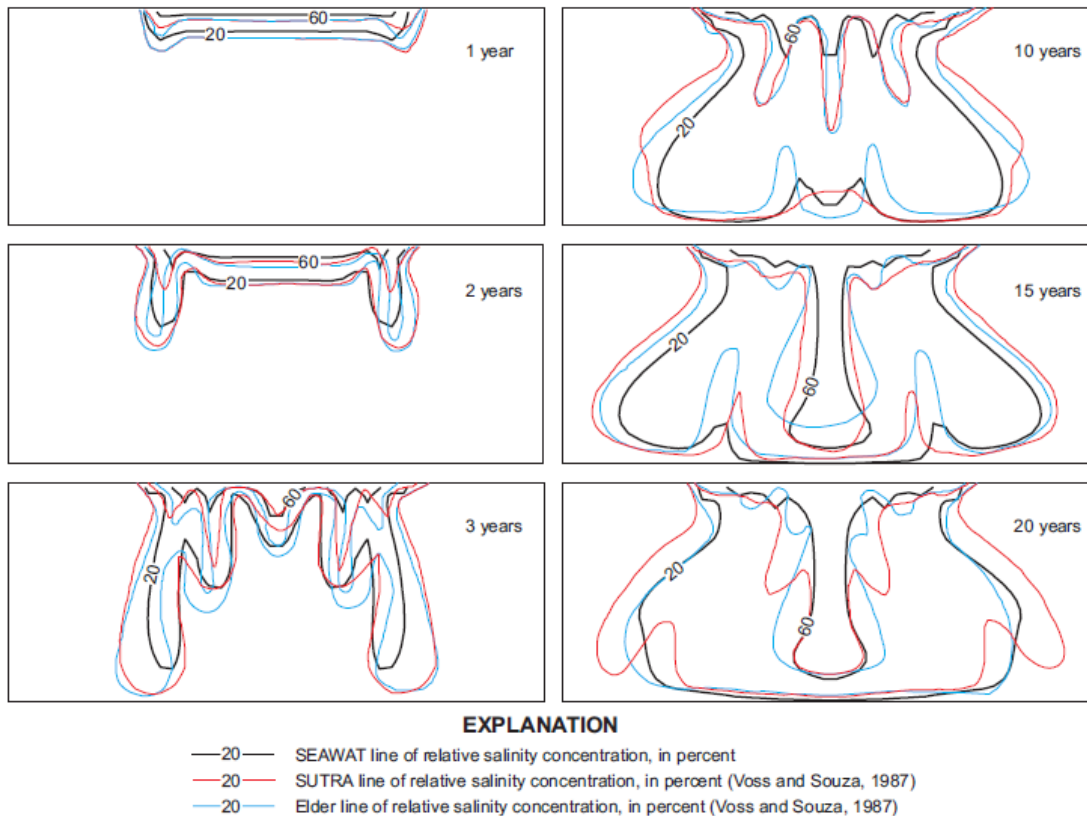 60
20
1 year
60
20
10 years
60
20
2 years
20
60
15 years
60
20
3 years
20
60
20 years
EXPLANATION
20 SEAWAT line of relative salinity concentration, in percent
20 SUTRA line of relative salinity concentration, in percent (Voss and Souza, 1987)
20 Elder line of relative salinity concentration, in percent (Voss and Souza, 1987)